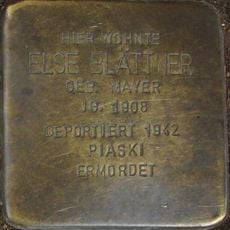 HIER WOHNTE
ELSE BLÄTTNER
GEB. MAYER
JG. 1908
DEPORTIERT 1942
PIASKI
ERMORDET